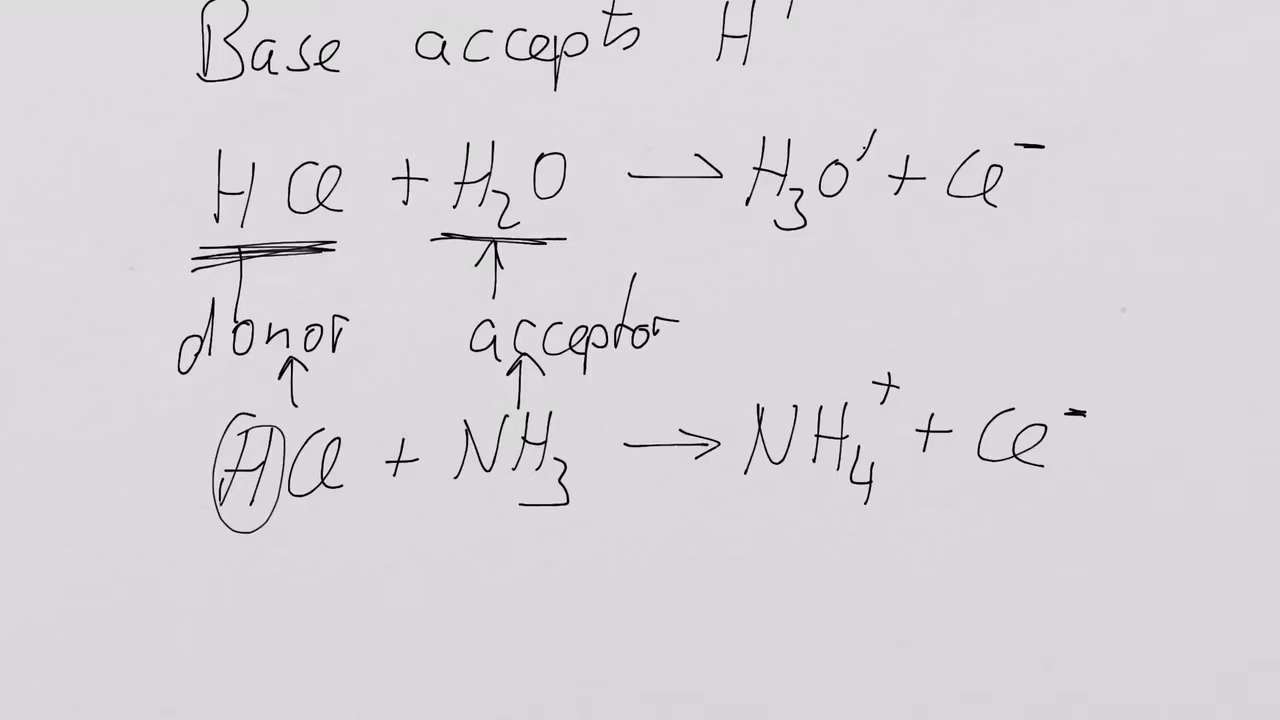 Base accepts H'
HCl + H₂O → H₃O' + Cl⁻
donor acceptor
HCl + NH₃ → NH₄⁺ + Cl⁻